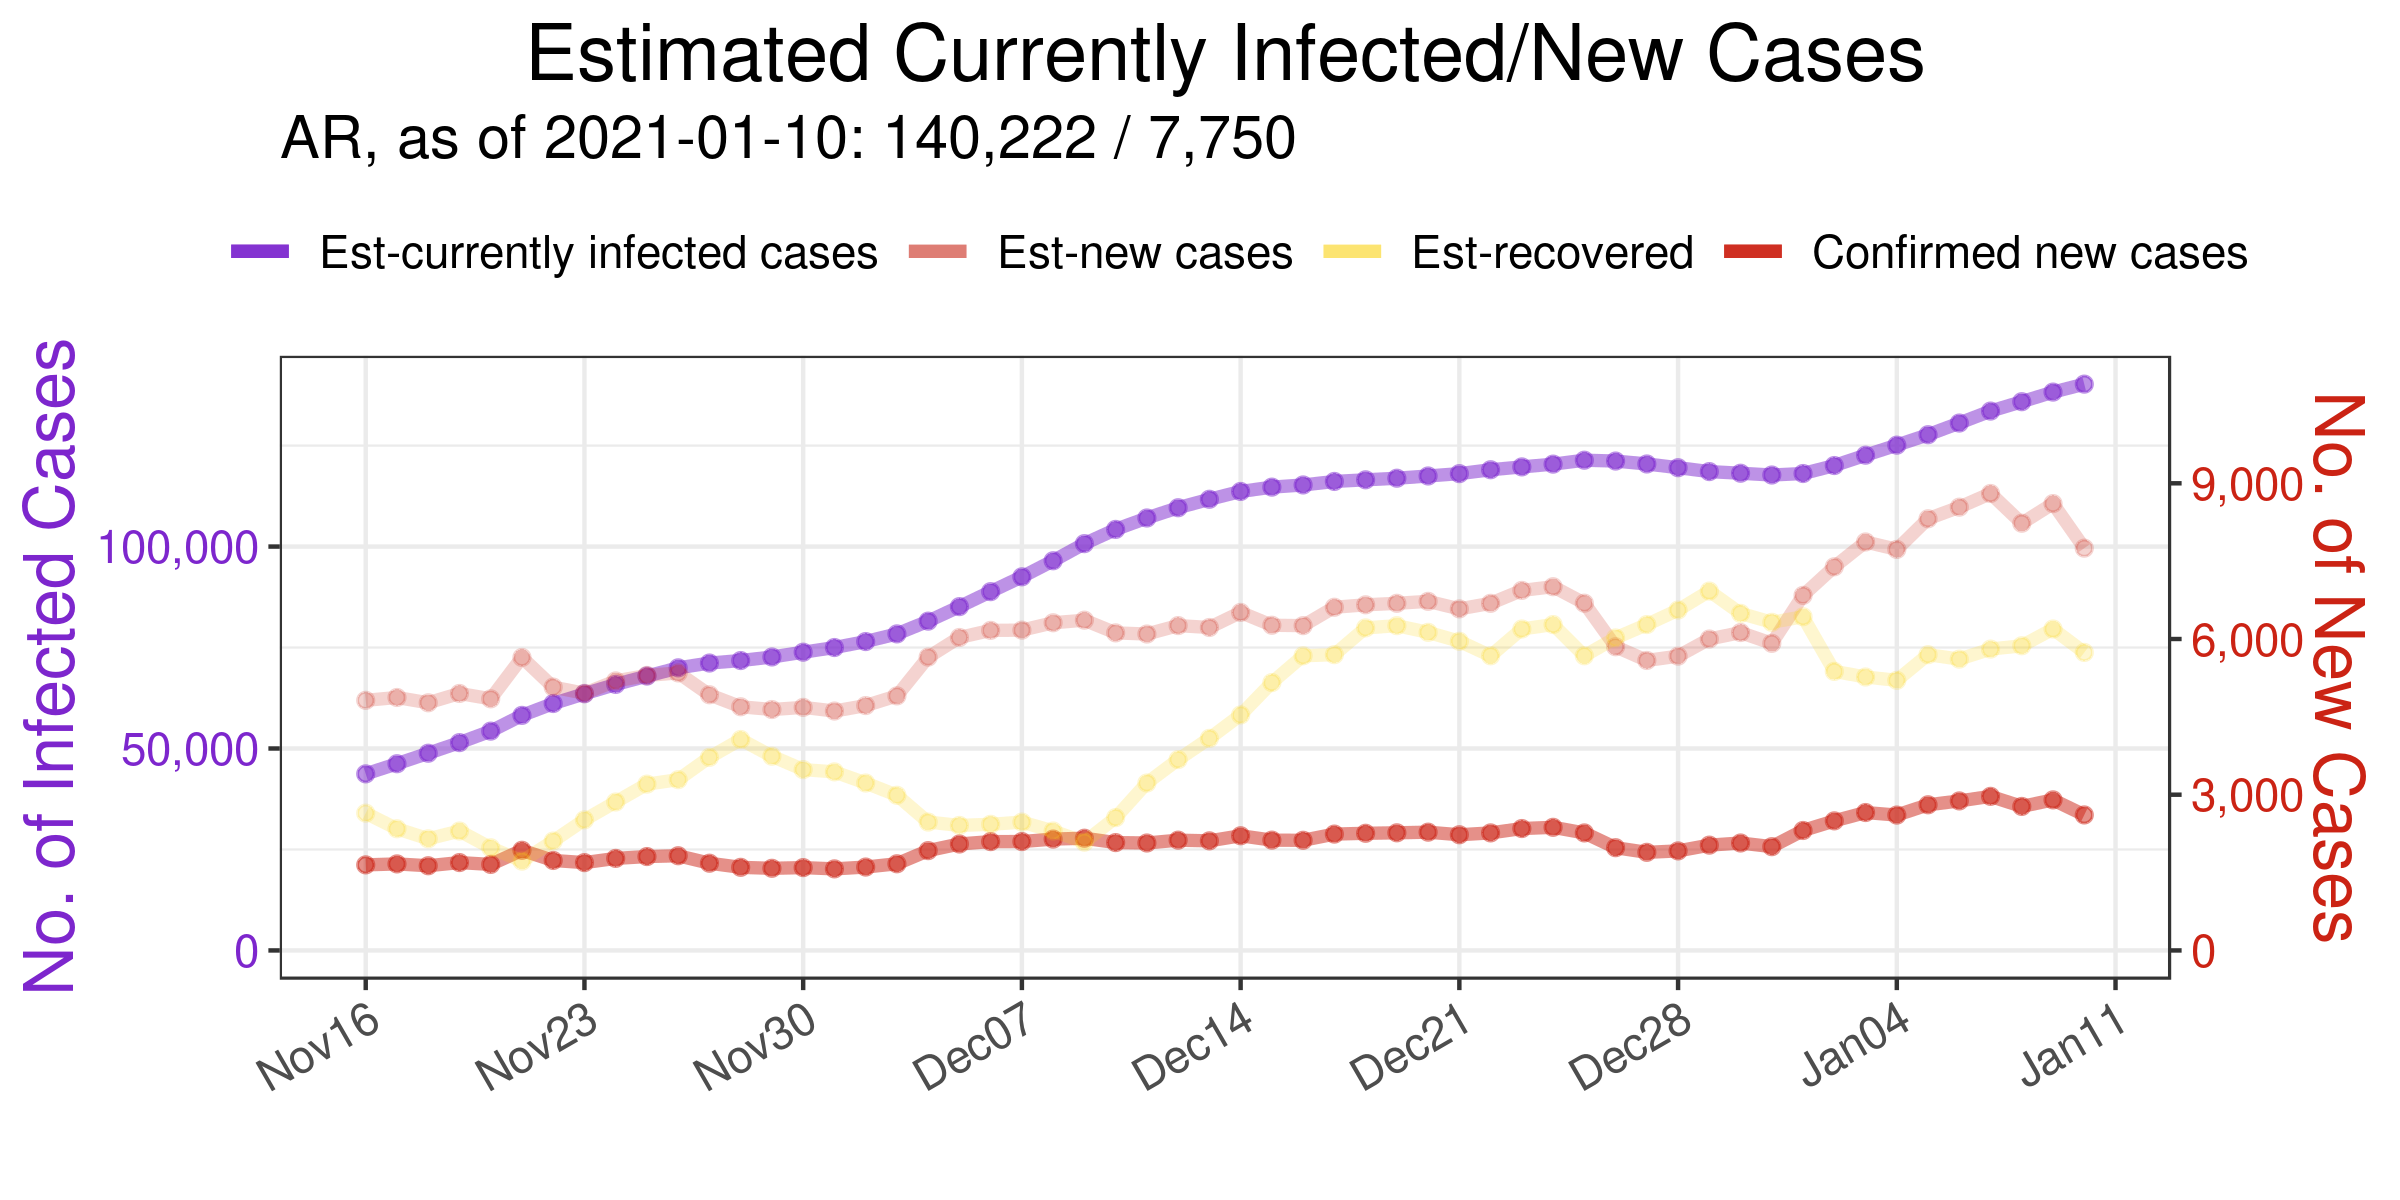 Estimated Currently Infected/New Cases
AR, as of 2021-01-10: 140,222 / 7,750
Est-currently infected cases Est-new cases Est-recovered Confirmed new cases
No. of Infected Cases
100,000
50,000
0
9,000
6,000
3,000
0
No. of New Cases
Nov16 Nov23 Nov30 Dec07 Dec14 Dec21 Dec28 Jan04 Jan11